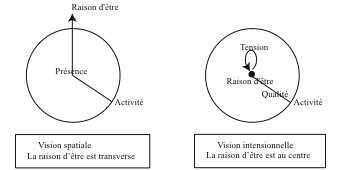 Raison d'être
Présence
Activité
Vision spatiale
La raison d'être est transverse
Tension
Raison d'être
Qualité
Activité
Vision intensionnelle
La raison d'être est au centre